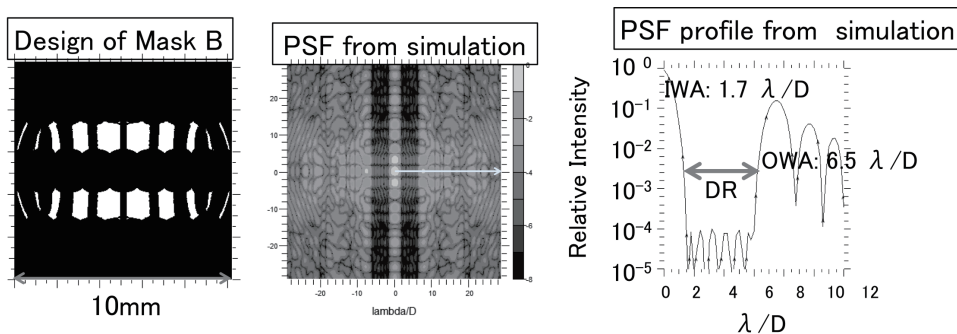 Design of Mask B
10mm
PSF from simulation
20
10
0
-10
-20
-20 -10 0 10 20
lambda/D
0
-2
-4
-6
-8
PSF profile from simulation
Relative Intensity
10^0
10^-1
10^-2
10^-3
10^-4
10^-5
IWA: 1.7 λ/D
OWA: 6.5 λ/D
DR
0 2 4 6 8 10 12
λ/D